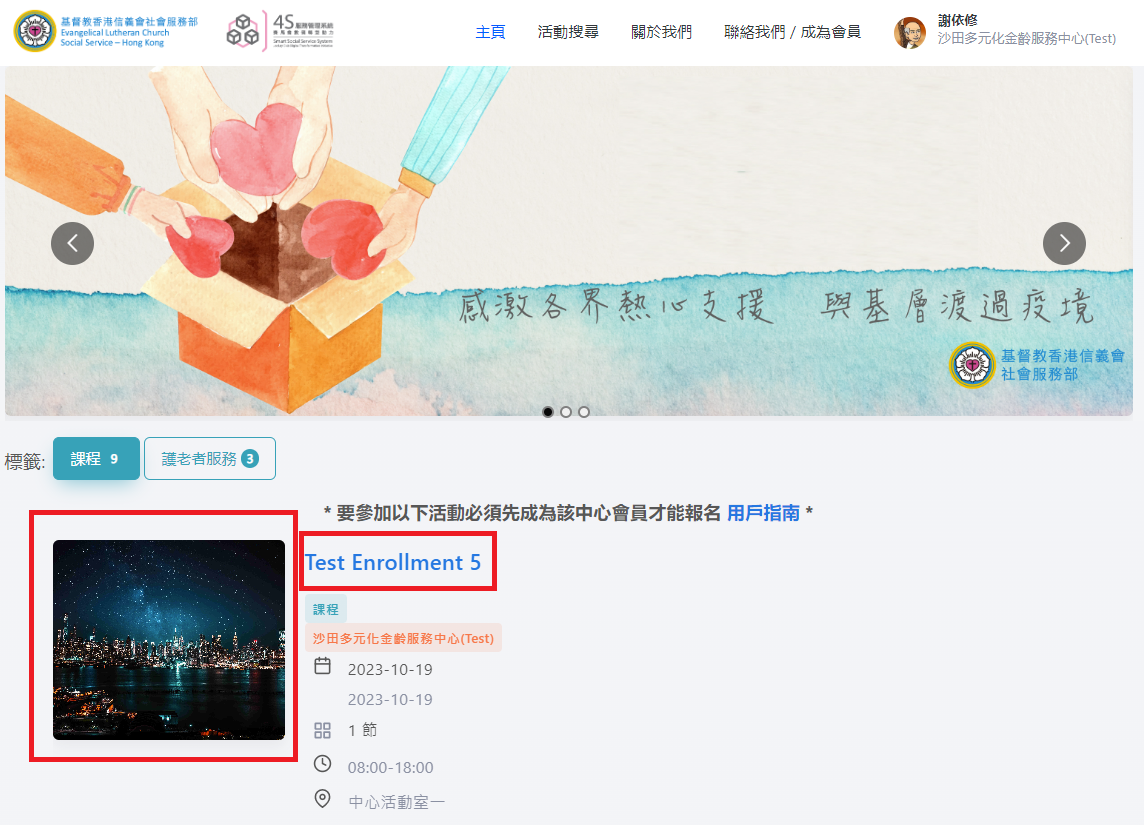 基督教香港信義會社會服務部
Evangelical Lutheran Church
Social Service – Hong Kong
4S 服務管理系統
主頁
活動搜尋
關於我們
聯絡我們 / 成為會員
謝依修
沙田多元化金齡服務中心(Test)
感激各界熱心支援 與基層渡過疫境
基督教香港信義會
社會服務部
標籤: 課程 9 護老者服務 3
* 要參加以下活動必須先成為該中心會員才能報名 用戶指南 *
Test Enrollment 5
課程
沙田多元化金齡服務中心(Test)
2023-10-19
2023-10-19
1 節
08:00-18:00
中心活動室一